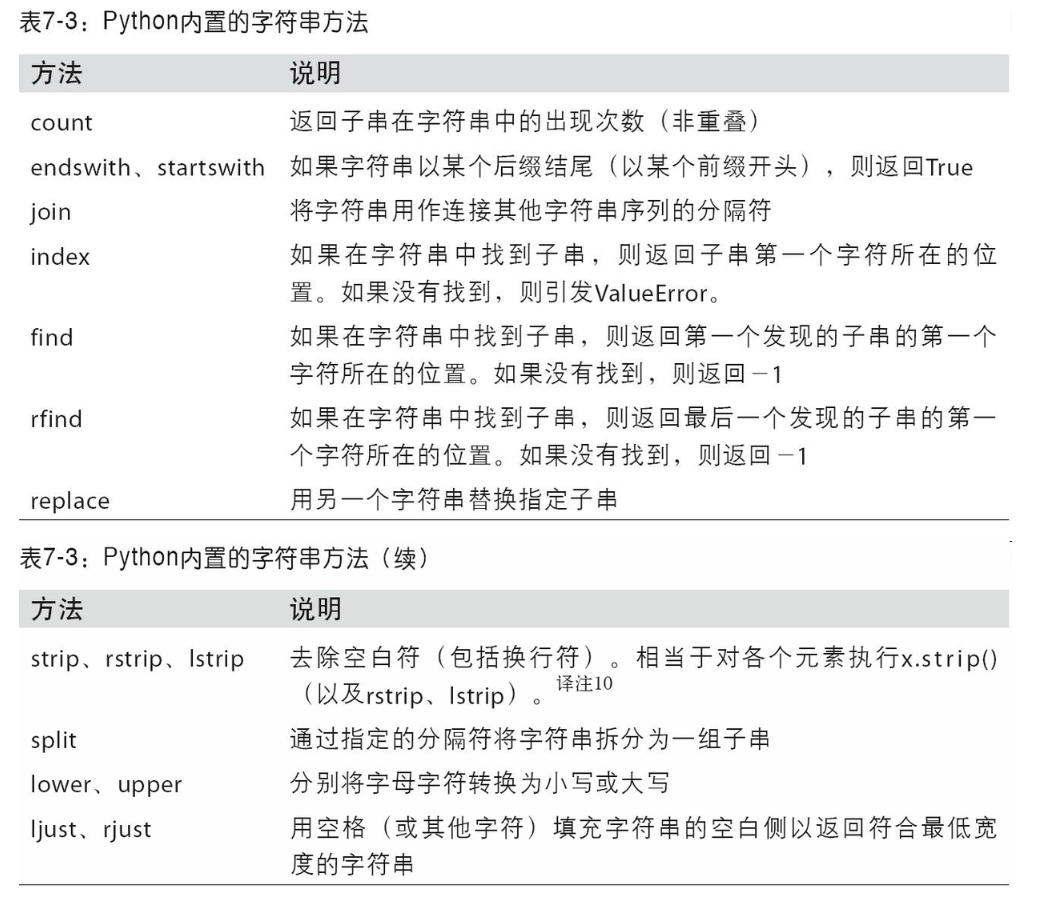 表7-3：Python内置的字符串方法
方法 说明
count 返回子串在字符串中的出现次数（非重叠）
endswith、startswith 如果字符串以某个后缀结尾（以某个前缀开头），则返回True
join 将字符串用作连接其他字符串序列的分隔符
index 如果在字符串中找到子串，则返回子串第一个字符所在的位
置。如果没有找到，则引发ValueError。
find 如果在字符串中找到子串，则返回第一个发现的子串的第一个
字符所在的位置。如果没有找到，则返回－1
rfind 如果在字符串中找到子串，则返回最后一个发现的子串的第一
个字符所在的位置。如果没有找到，则返回－1
replace 用另一个字符串替换指定子串
表7-3：Python内置的字符串方法（续）
方法 说明
strip、rstrip、lstrip 去除空白符（包括换行符）。相当于对各个元素执行x.strip()
（以及rstrip、lstrip）。译注10
split 通过指定的分隔符将字符串拆分为一组子串
lower、upper 分别将字母字符转换为小写或大写
ljust、rjust 用空格（或其他字符）填充字符串的空白侧以返回符合最低宽
度的字符串